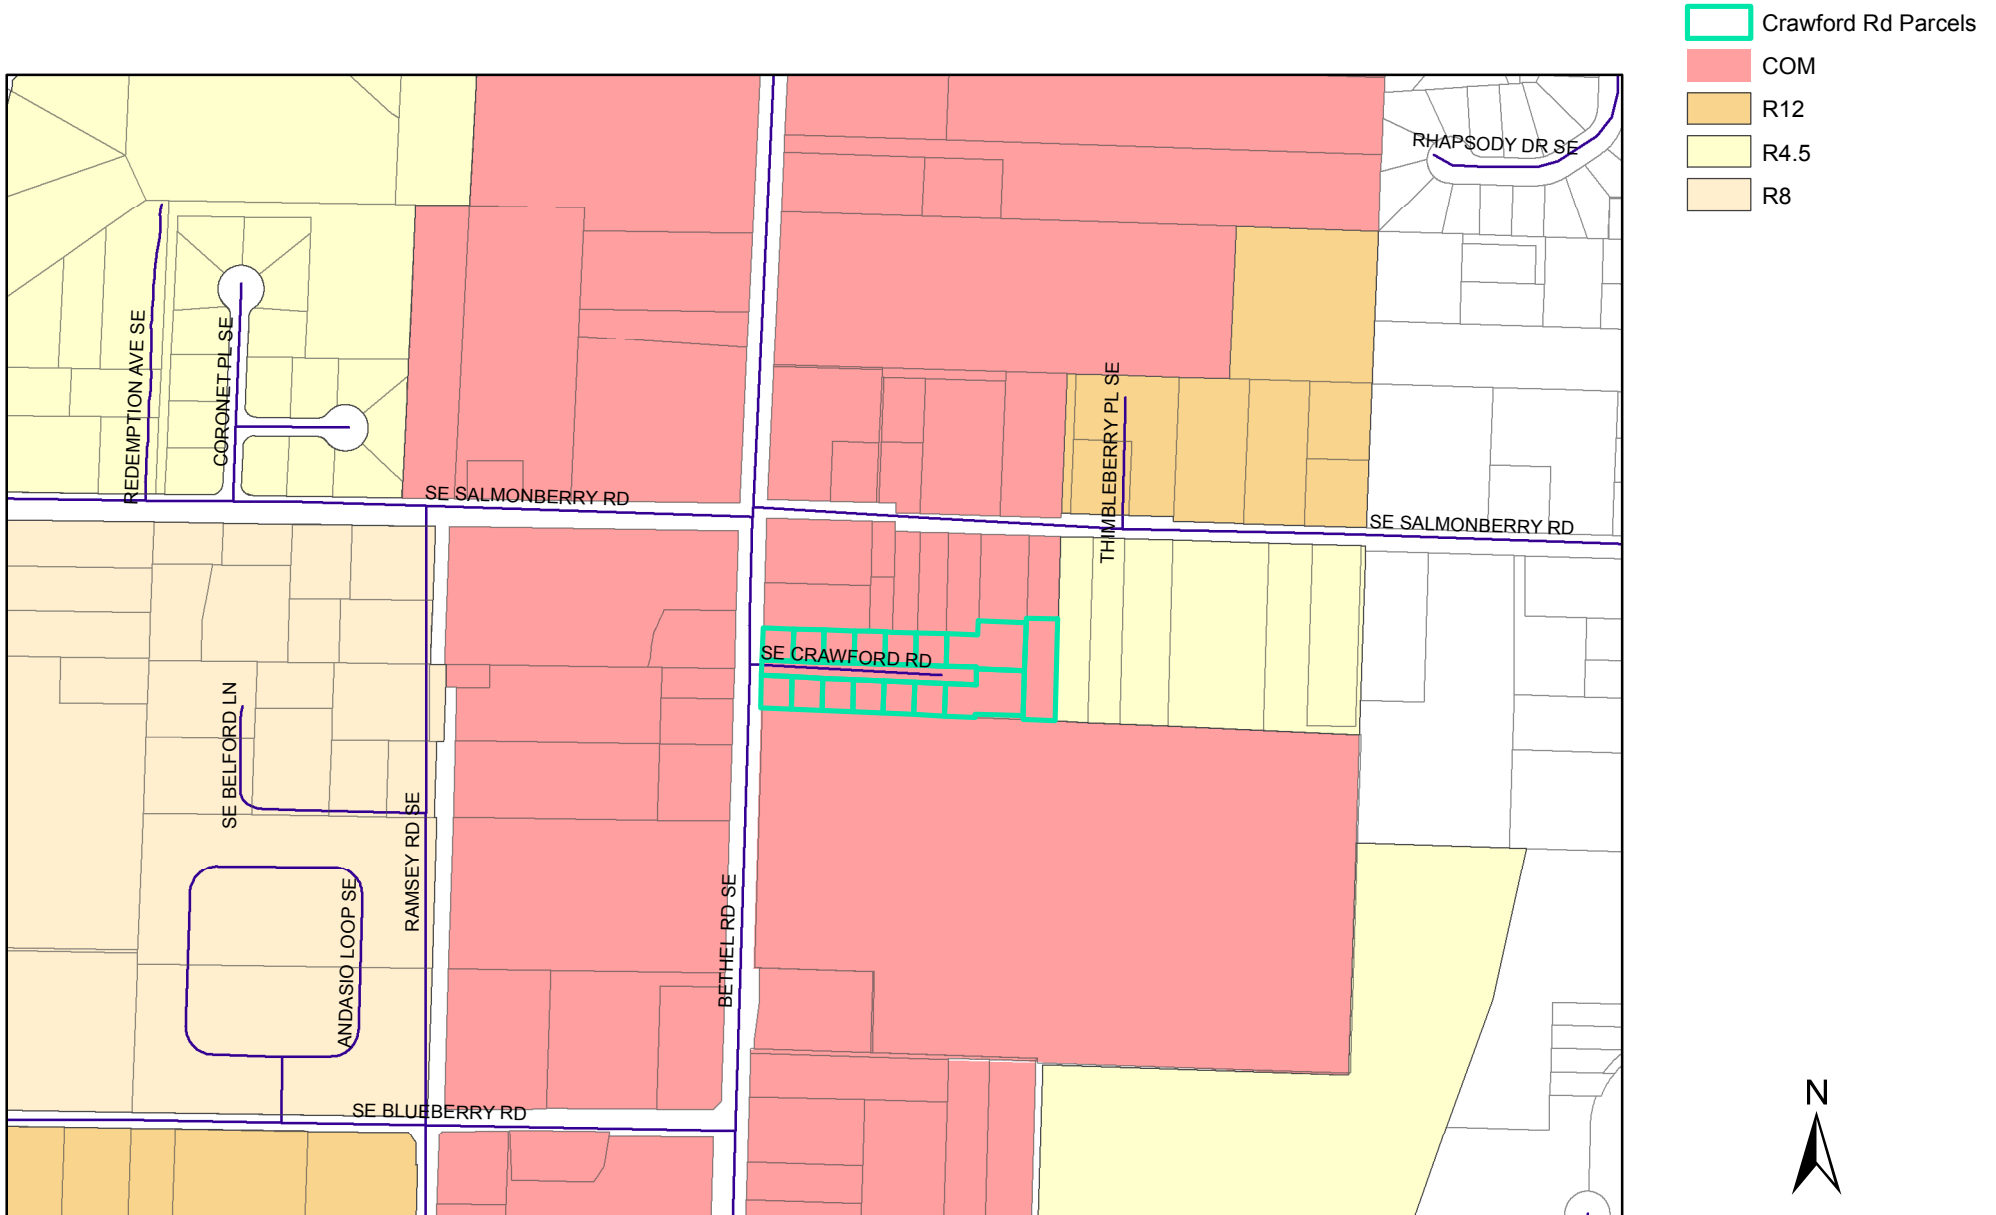 Crawford Rd Parcels
COM
R12
R4.5
R8
RHAPSODY DR SE
REDEMPTION AVE SE
CORONET PL SE
THIMBLEBERRY PL SE
SE SALMONBERRY RD
SE SALMONBERRY RD
SE CRAWFORD RD
SE BELFORD LN
RAMSEY RD SE
ANDASIO LOOP SE
BETHEL RD SE
SE BLUEBERRY RD
N